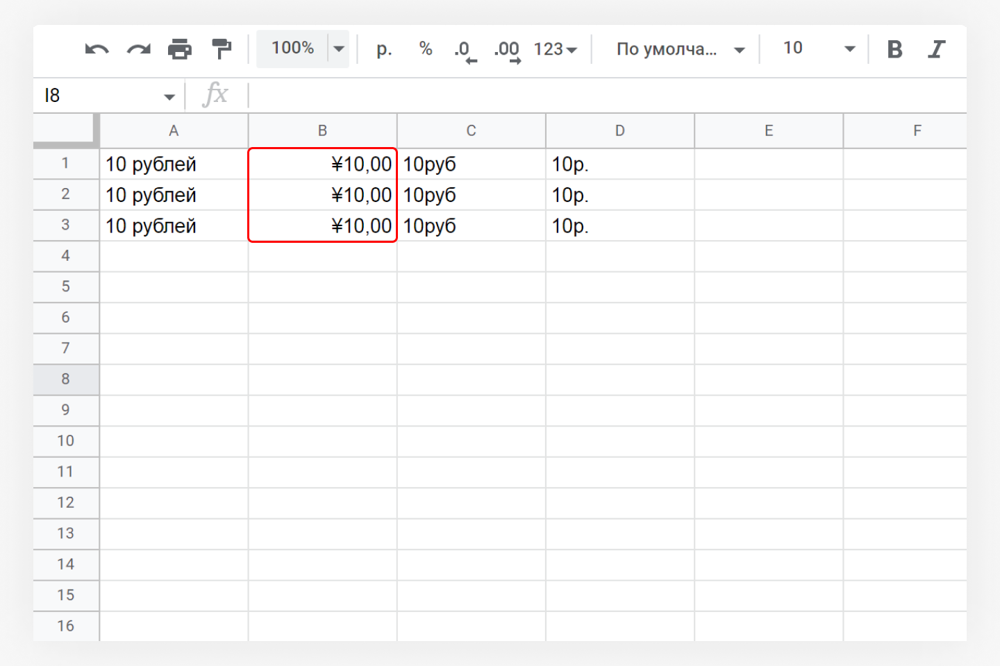 100% р. % .0 .00 123 По умолча... 10 B I
I8 fx
A B C D E F
1 10 рублей ¥10,00 10руб 10р.
2 10 рублей ¥10,00 10руб 10р.
3 10 рублей ¥10,00 10руб 10р.
4
5
6
7
8
9
10
11
12
13
14
15
16